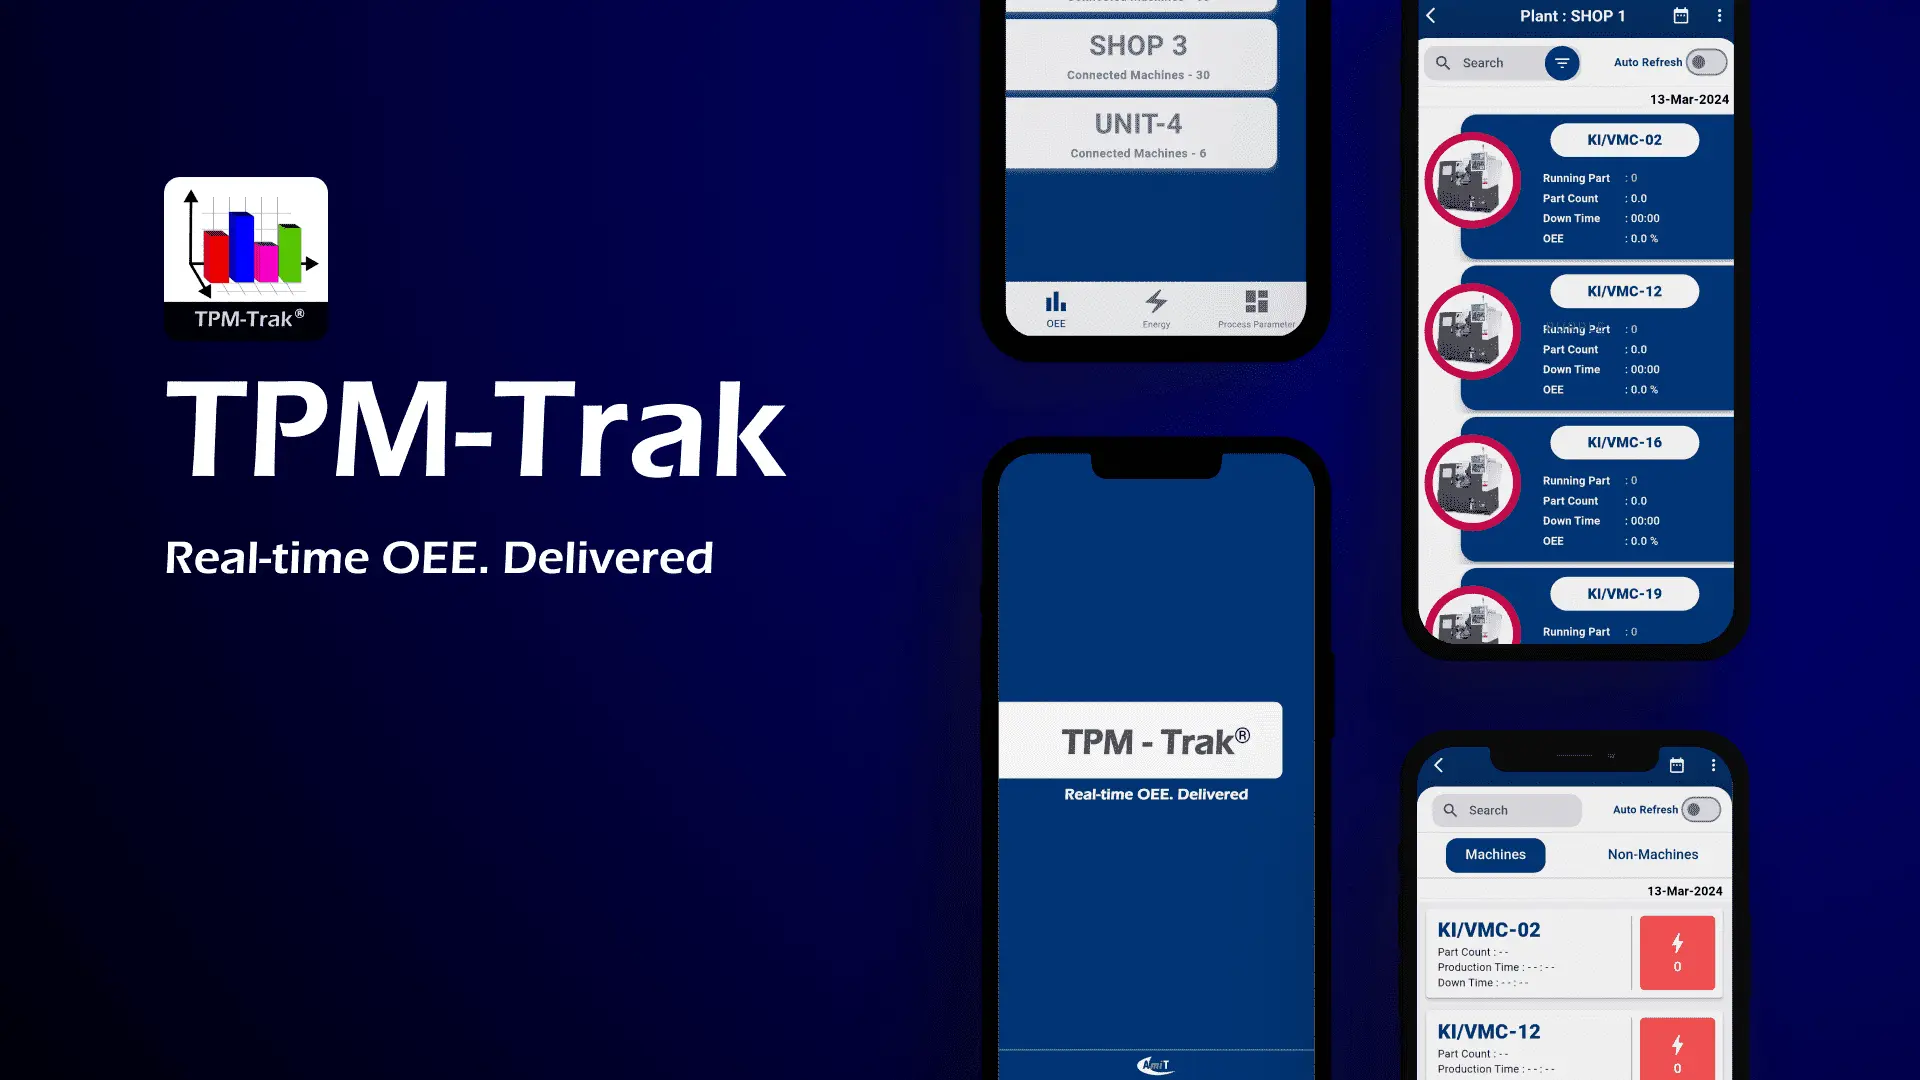 TPM-Trak®
TPM-Trak
Real-time OEE. Delivered
SHOP 3
Connected Machines - 30
UNIT-4
Connected Machines - 6
OEE
Energy
Process Parameter
TPM - Trak®
Real-time OEE. Delivered
AmiT
Plant : SHOP 1
Search
Auto Refresh
13-Mar-2024
KI/VMC-02
Running Part : 0
Part Count : 0.0
Down Time : 00:00
OEE : 0.0 %
KI/VMC-12
Running Part : 0
Part Count : 0.0
Down Time : 00:00
OEE : 0.0 %
KI/VMC-16
Running Part : 0
Part Count : 0.0
Down Time : 00:00
OEE : 0.0 %
KI/VMC-19
Running Part : 0
Search
Auto Refresh
Machines
Non-Machines
13-Mar-2024
KI/VMC-02
Part Count : - -
Production Time : - - : - -
Down Time : - - : - -
0
KI/VMC-12
Part Count : - -
Production Time : - - : - -
0